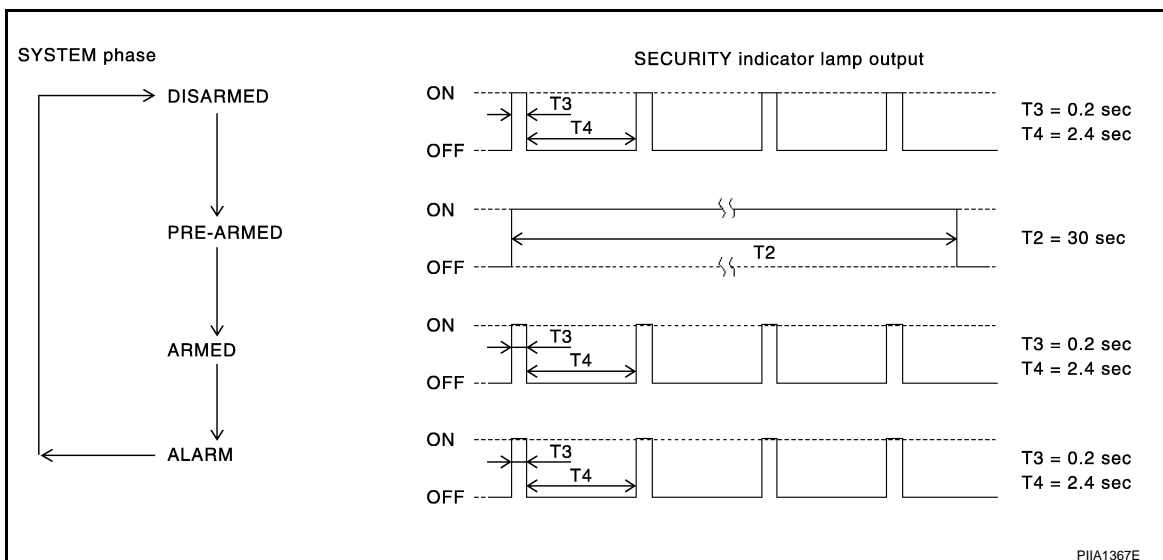 SYSTEM phase
SECURITY indicator lamp output
DISARMED
ON
T3
T4
OFF
T3 = 0.2 sec
T4 = 2.4 sec
PRE-ARMED
ON
T2
OFF
T2 = 30 sec
ARMED
ON
T3
T4
OFF
T3 = 0.2 sec
T4 = 2.4 sec
ALARM
ON
T3
T4
OFF
T3 = 0.2 sec
T4 = 2.4 sec
PIIA1367E